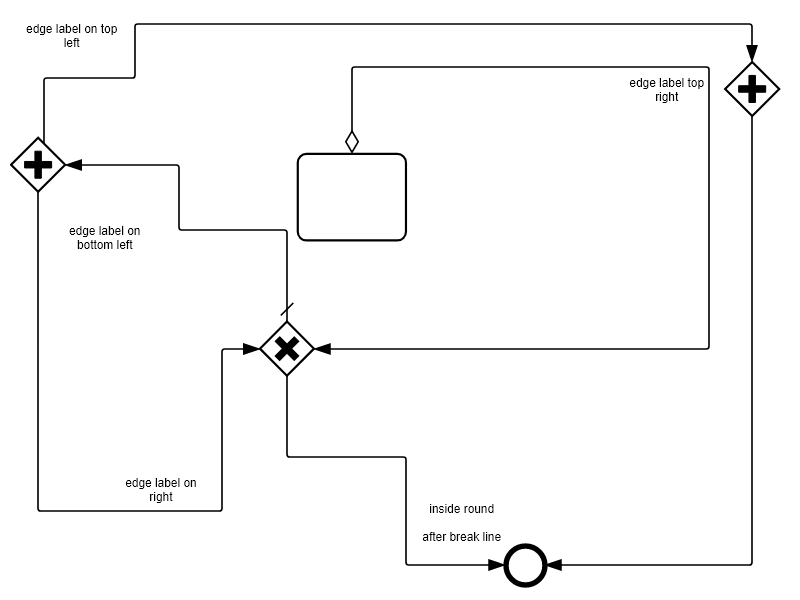 edge label on top
left
edge label top
right
edge label on
bottom left
edge label on
right
inside round
after break line